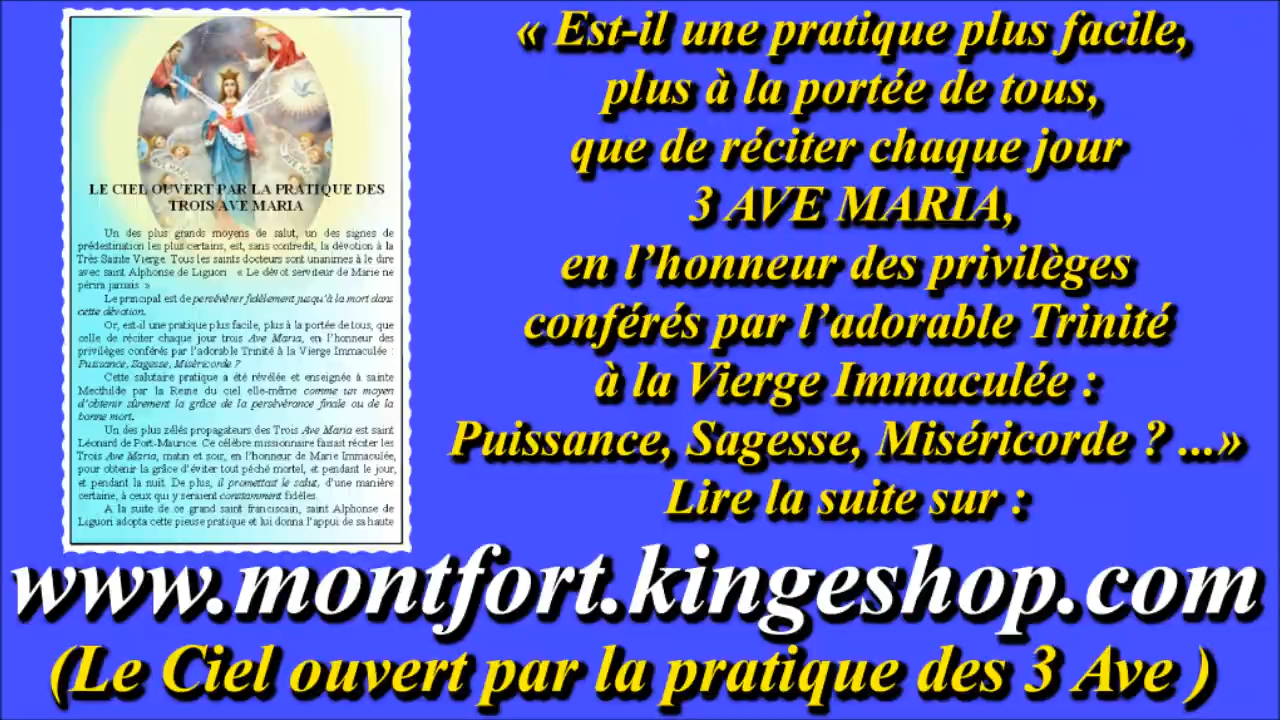 LE CIEL OUVERT PAR LA PRATIQUE DES
TROIS AVE MARIA
Un des plus grands moyens de salut, un des signes de
prédestination les plus certains, est, sans contredit, la dévotion à la
Très Sainte Vierge. Tous les saints docteurs sont unanimes à le dire
avec saint Alphonse de Liguori « Le dévot serviteur de Marie ne
périra jamais »
Le principal est de persévérer fidèlement jusqu'à la mort dans
cette dévotion.
Or, est-il une pratique plus facile, plus à la portée de tous, que
celle de réciter chaque jour trois Ave Maria, en l'honneur des
privilèges conférés par l'adorable Trinité à la Vierge Immaculée :
Puissance, Sagesse, Miséricorde ?
Cette salutaire pratique a été révélée et enseignée à sainte
Mecthilde par la Reine du ciel elle-même comme un moyen
d'obtenir sûrement la grâce de la persévérance finale ou de la
bonne mort.
Un des plus zélés propagateurs des Trois Ave Maria est saint
Léonard de Port-Maurice. Ce célèbre missionnaire faisait réciter les
Trois Ave Maria, matin et soir, en l'honneur de Marie Immaculée,
pour obtenir la grâce d'éviter tout péché mortel, et pendant le jour,
et pendant la nuit. De plus, il promettait le salut, d'une manière
certaine, à ceux qui y seraient constamment fidèles.
A la suite de ce grand saint franciscain, saint Alphonse de
Liguori adopta cette pieuse pratique et lui donna l'appui de sa haute
« Est-il une pratique plus facile,
plus à la portée de tous,
que de réciter chaque jour
3 AVE MARIA,
en l'honneur des privilèges
conférés par l'adorable Trinité
à la Vierge Immaculée :
Puissance, Sagesse, Miséricorde ? ...»
Lire la suite sur :
www.montfort.kingeshop.com
(Le Ciel ouvert par la pratique des 3 Ave )